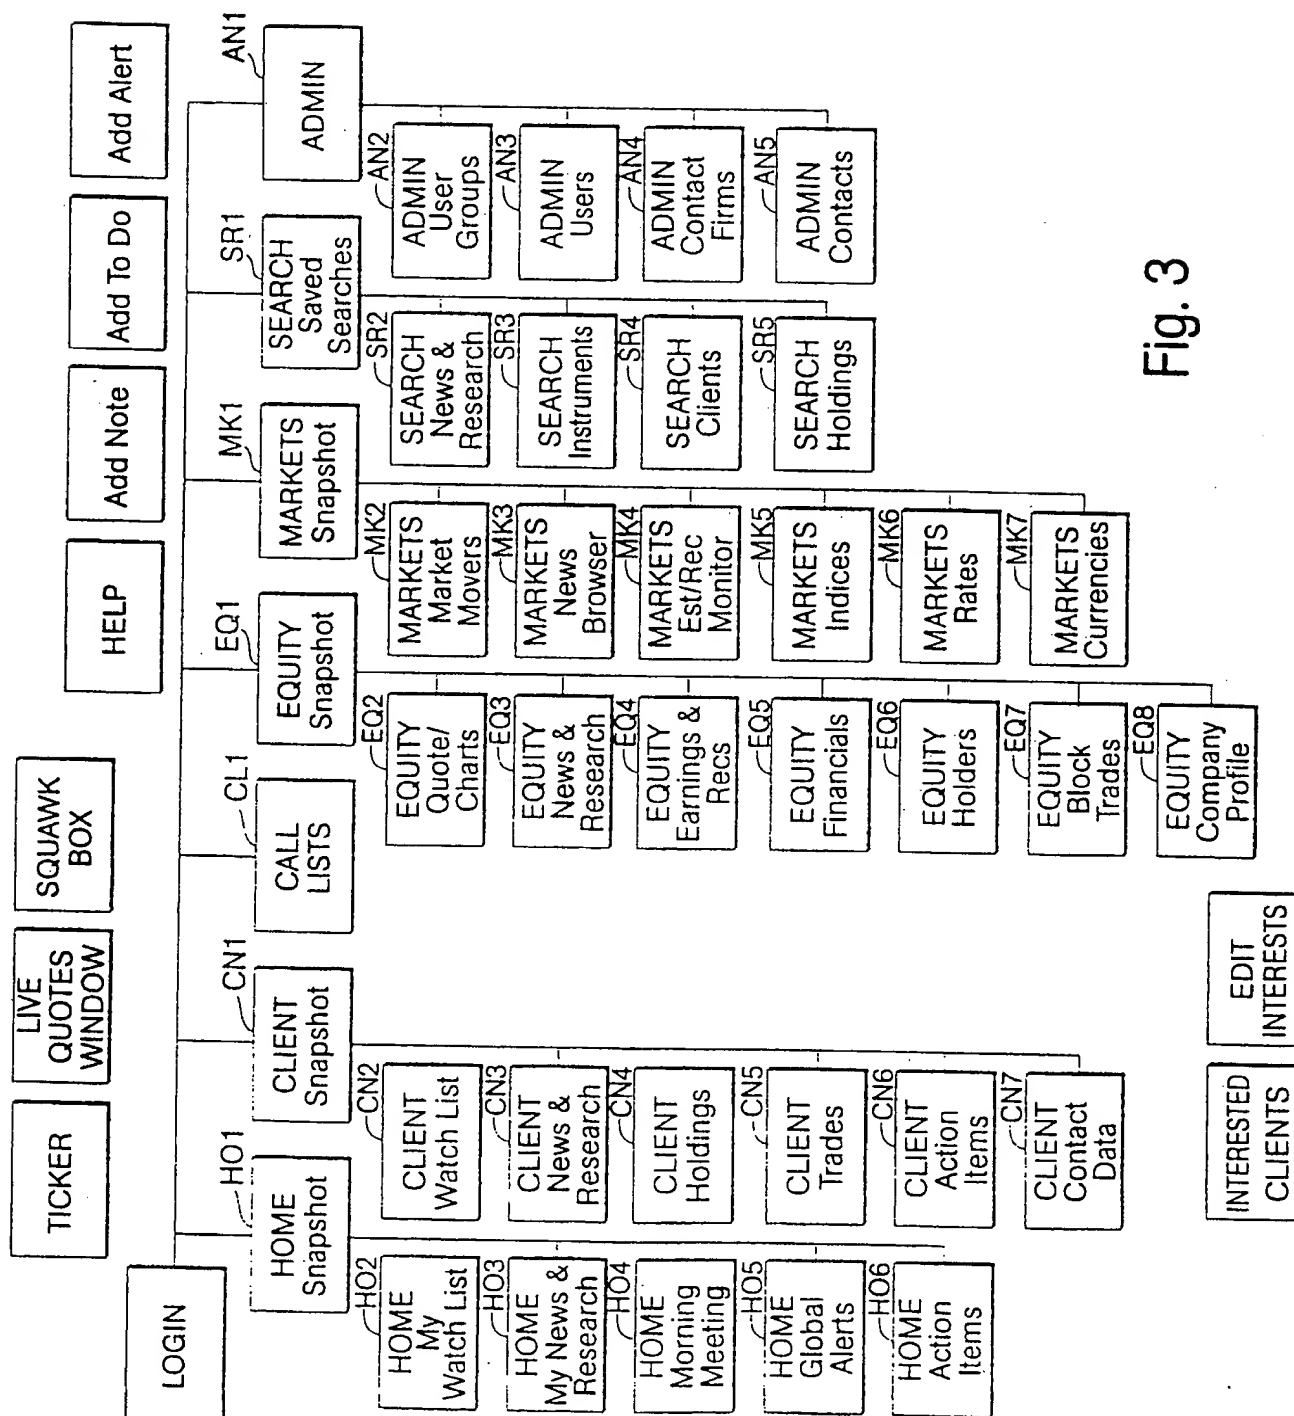 TICKER
LIVE
QUOTES
WINDOW
SQUAWK
BOX
HELP
Add Note
Add To Do
Add Alert
LOGIN
HO1
HOME
Snapshot
CN1
CLIENT
Snapshot
CL1
CALL
LISTS
EQ1
EQUITY
Snapshot
MK1
MARKETS
Snapshot
SR1
SEARCH
Saved
Searches
AN1
ADMIN
HO2
HOME
My
Watch List
HO3
HOME
My News &
Research
HO4
HOME
Morning
Meeting
HO5
HOME
Global
Alerts
HO6
HOME
Action
Items
CN2
CLIENT
Watch List
CN3
CLIENT
News &
Research
CN4
CLIENT
Holdings
CN5
CLIENT
Trades
CN6
CLIENT
Action
Items
CN7
CLIENT
Contact
Data
EQ2
EQUITY
Quote/
Charts
EQ3
EQUITY
News &
Research
EQ4
EQUITY
Earnings &
Recs
EQ5
EQUITY
Financials
EQ6
EQUITY
Holders
EQ7
EQUITY
Block
Trades
EQ8
EQUITY
Company
Profile
MK2
MARKETS
Market
Movers
MK3
MARKETS
News
Browser
MK4
MARKETS
Est/Rec
Monitor
MK5
MARKETS
Indices
MK6
MARKETS
Rates
MK7
MARKETS
Currencies
SR2
SEARCH
News &
Research
SR3
SEARCH
Instruments
SR4
SEARCH
Clients
SR5
SEARCH
Holdings
AN2
ADMIN
User
Groups
AN3
ADMIN
Users
AN4
ADMIN
Contact
Firms
AN5
ADMIN
Contacts
INTERESTED
CLIENTS
EDIT
INTERESTS
Fig. 3